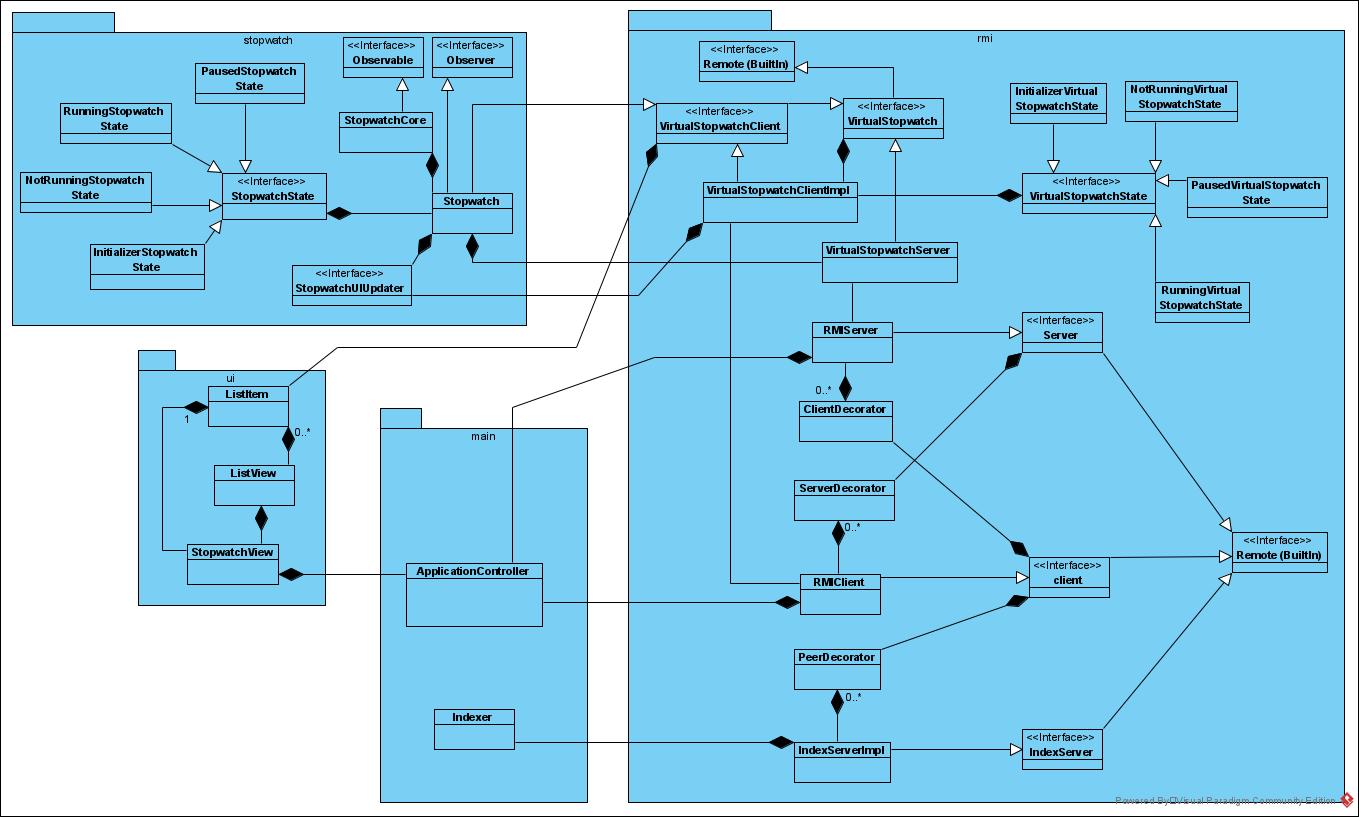 stopwatch
<<Interface>>
Observable
<<Interface>>
Observer
PausedStopwatch
State
RunningStopwatch
State
StopwatchCore
NotRunningStopwatch
State
<<Interface>>
StopwatchState
Stopwatch
InitializerStopwatch
State
<<Interface>>
StopwatchUIUpdater
rmi
<<Interface>>
Remote (BuiltIn)
<<Interface>>
VirtualStopwatchClient
<<Interface>>
VirtualStopwatch
InitializerVirtual
StopwatchState
NotRunningVirtual
StopwatchState
VirtualStopwatchClientImpl
<<Interface>>
VirtualStopwatchState
PausedVirtualStopwatch
State
VirtualStopwatchServer
RunningVirtual
StopwatchState
RMIServer
<<Interface>>
Server
0..*
ClientDecorator
ServerDecorator
0..*
<<Interface>>
Remote (BuiltIn)
RMIClient
<<Interface>>
client
PeerDecorator
0..*
IndexServerImpl
<<Interface>>
IndexServer
ui
ListItem
1
0..*
ListView
StopwatchView
main
ApplicationController
Indexer
Powered By Visual Paradigm Community Edition